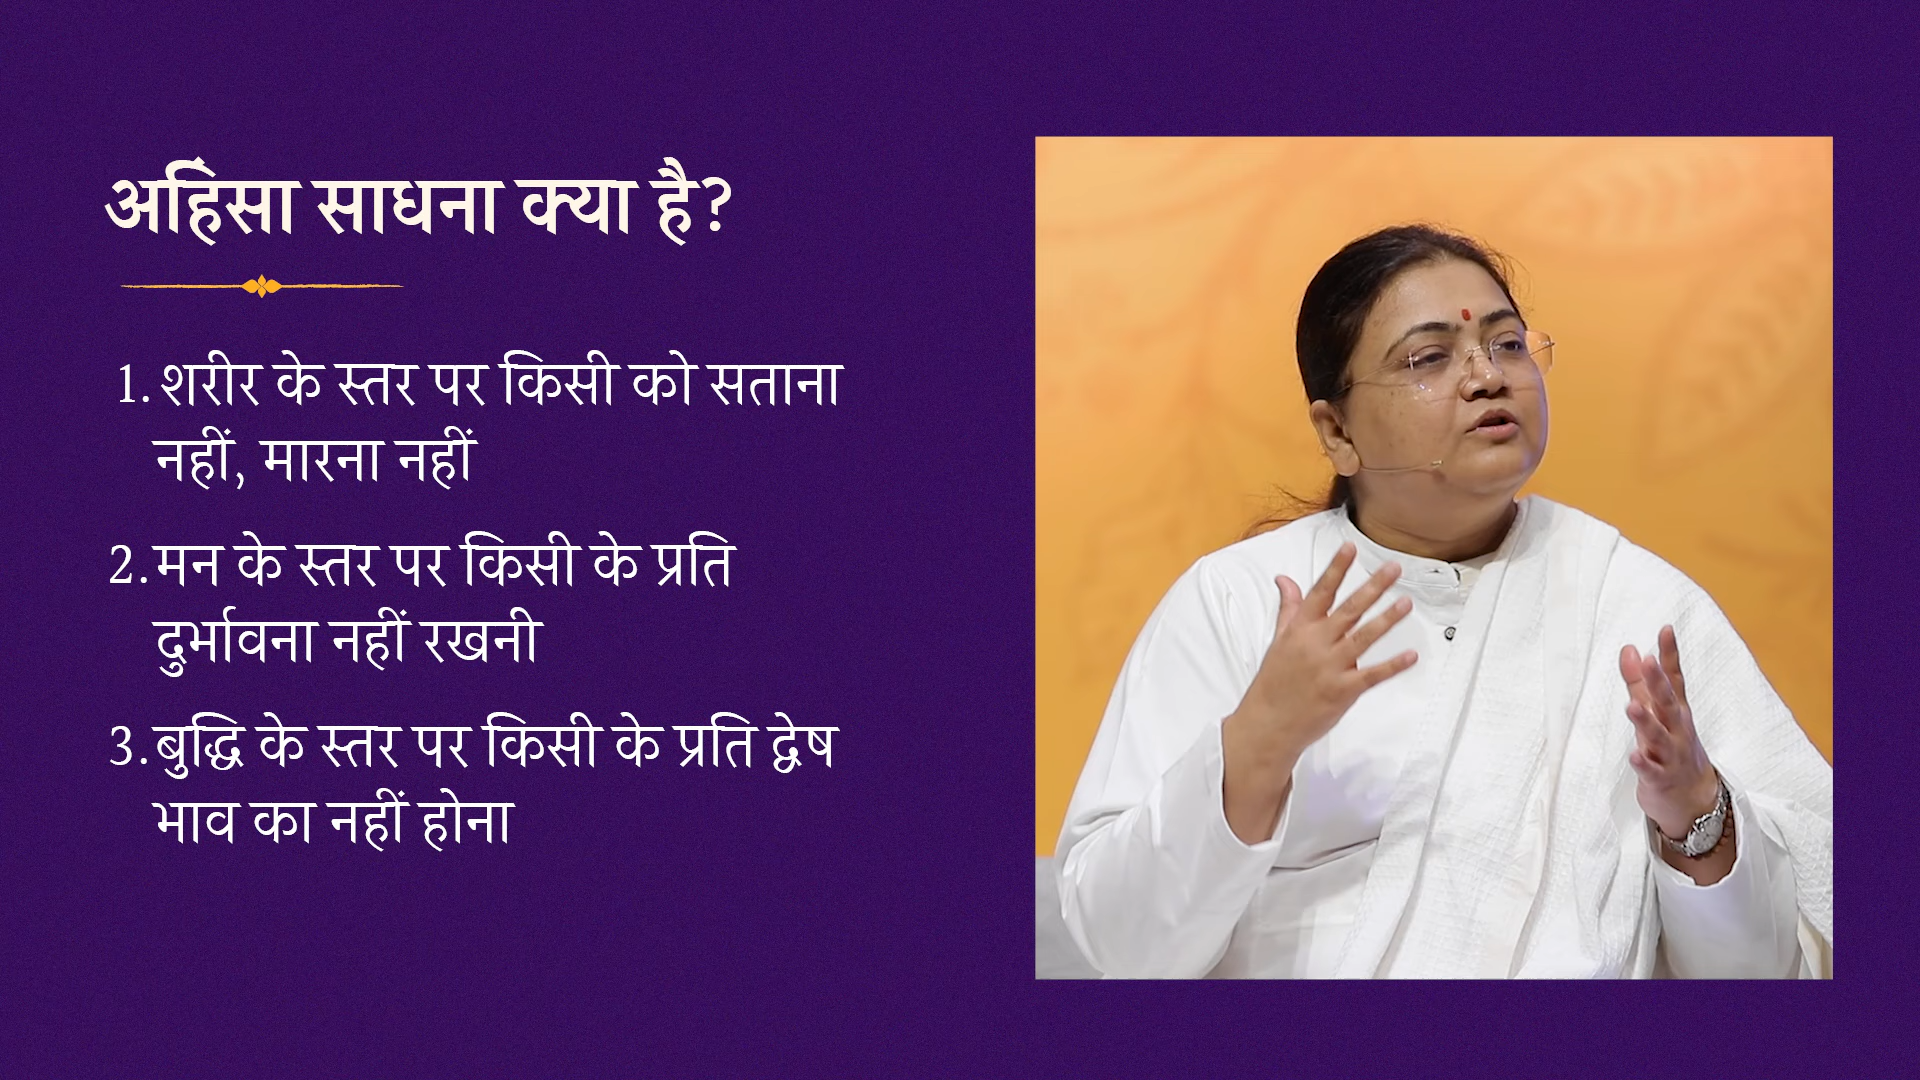 अहिंसा साधना क्या है?
1. शरीर के स्तर पर किसी को सताना
नहीं, मारना नहीं
2. मन के स्तर पर किसी के प्रति
दुर्भावना नहीं रखनी
3. बुद्धि के स्तर पर किसी के प्रति द्वेष
भाव का नहीं होना